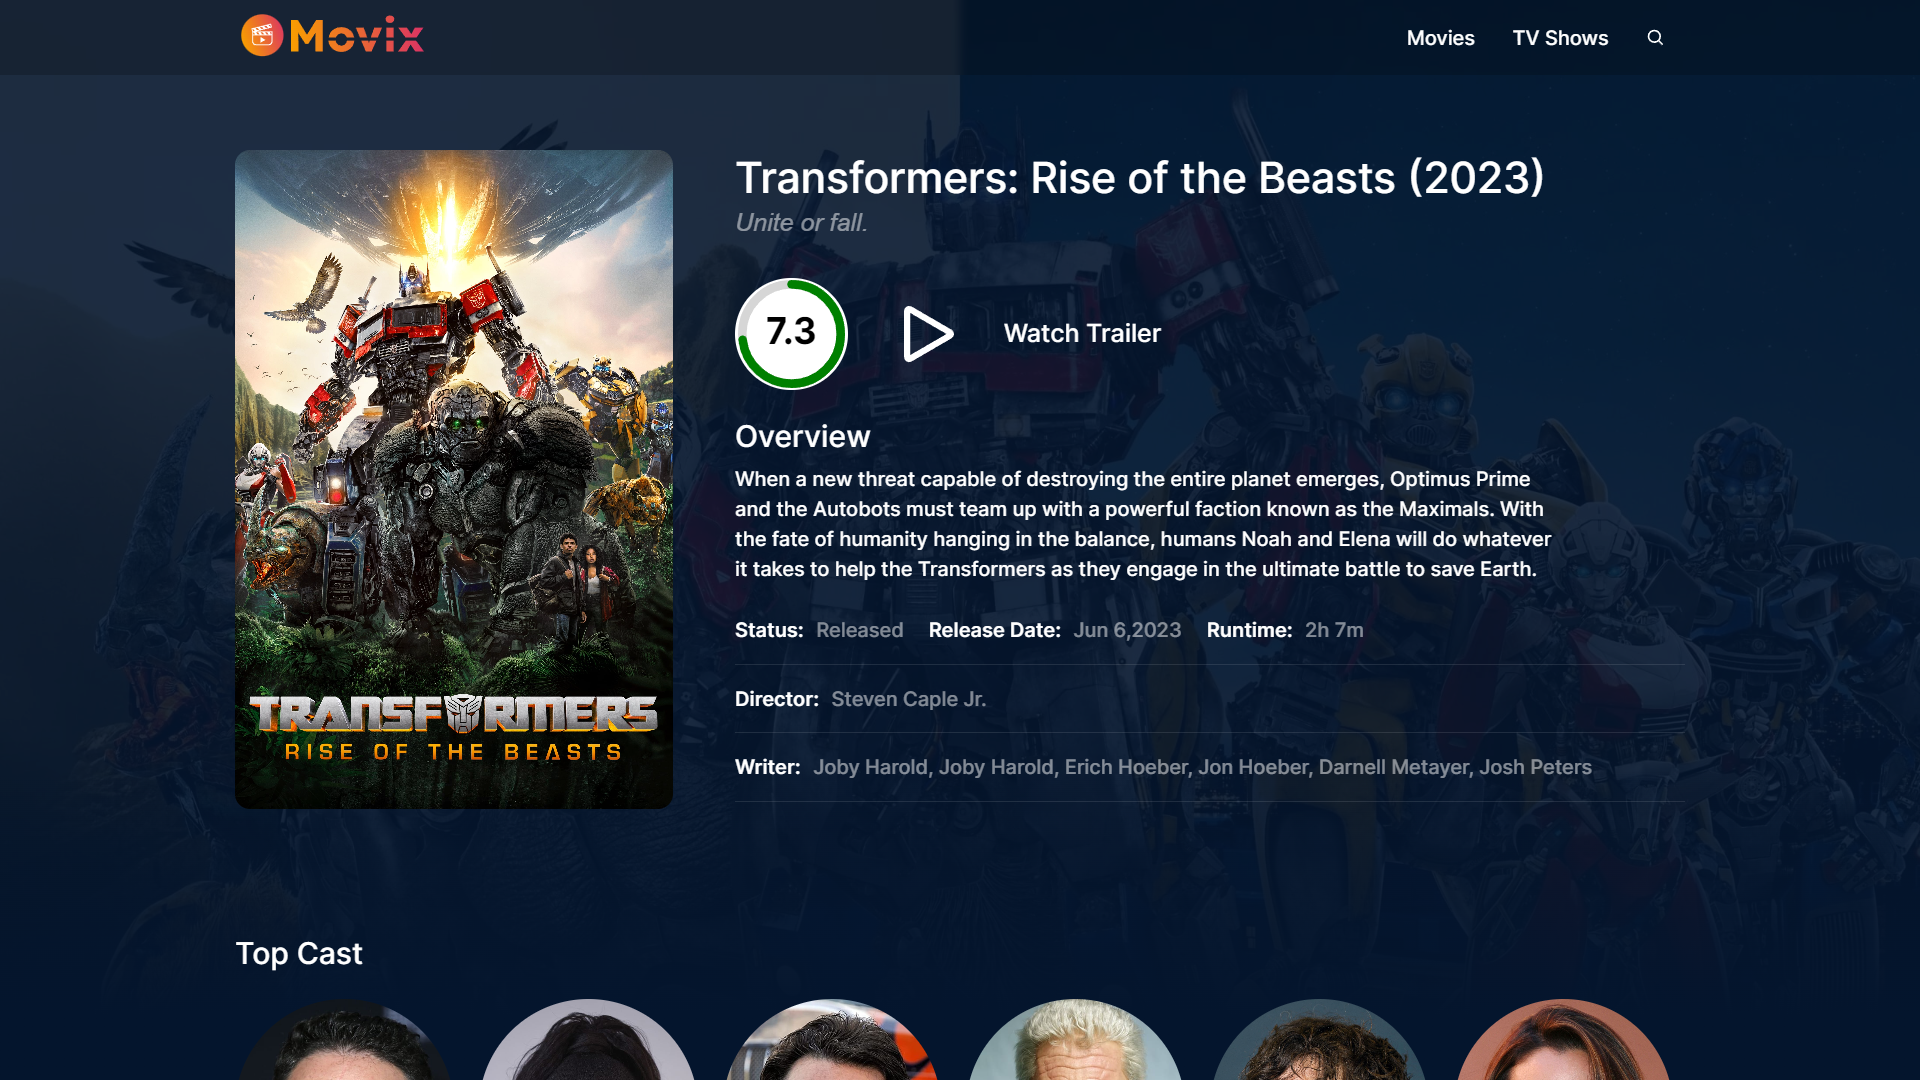 Movix
Movies
TV Shows
Transformers: Rise of the Beasts (2023)
Unite or fall.
7.3
Watch Trailer
Overview
When a new threat capable of destroying the entire planet emerges, Optimus Prime
and the Autobots must team up with a powerful faction known as the Maximals. With
the fate of humanity hanging in the balance, humans Noah and Elena will do whatever
it takes to help the Transformers as they engage in the ultimate battle to save Earth.
Status: Released Release Date: Jun 6,2023 Runtime: 2h 7m
Director: Steven Caple Jr.
Writer: Joby Harold, Joby Harold, Erich Hoeber, Jon Hoeber, Darnell Metayer, Josh Peters
TRANSFORMERS
RISE OF THE BEASTS
Top Cast